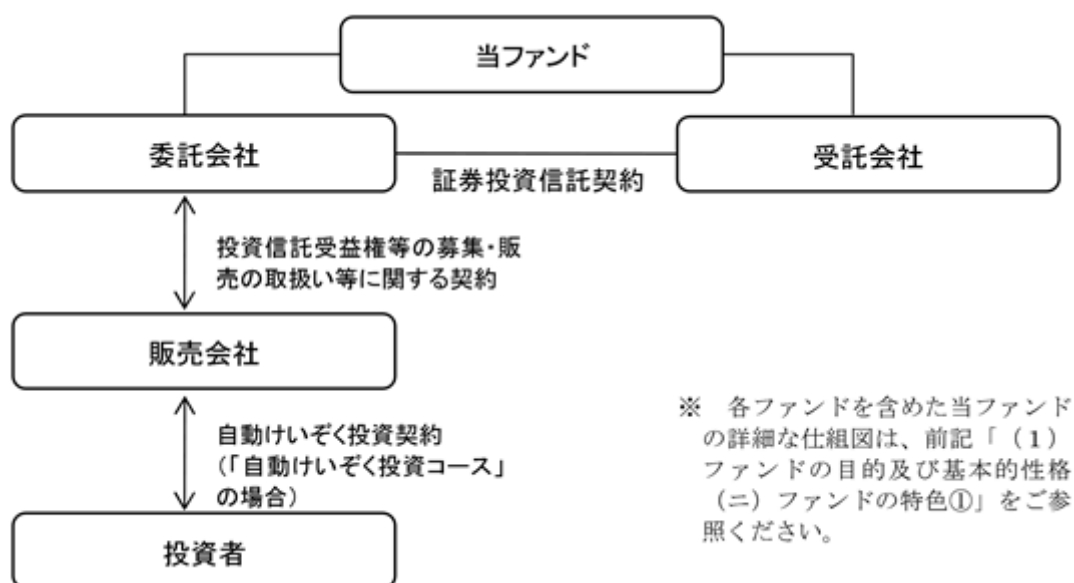 当ファンド
委託会社
受託会社
証券投資信託契約
投資信託受益権等の募集・販
売の取扱い等に関する契約
販売会社
自動けいぞく投資契約
(「自動けいぞく投資コース」
の場合)
投資者
※　各ファンドを含めた当ファンド
の詳細な仕組図は、前記「（１）
ファンドの目的及び基本的性格
（ニ）ファンドの特色①」をご参
照ください。